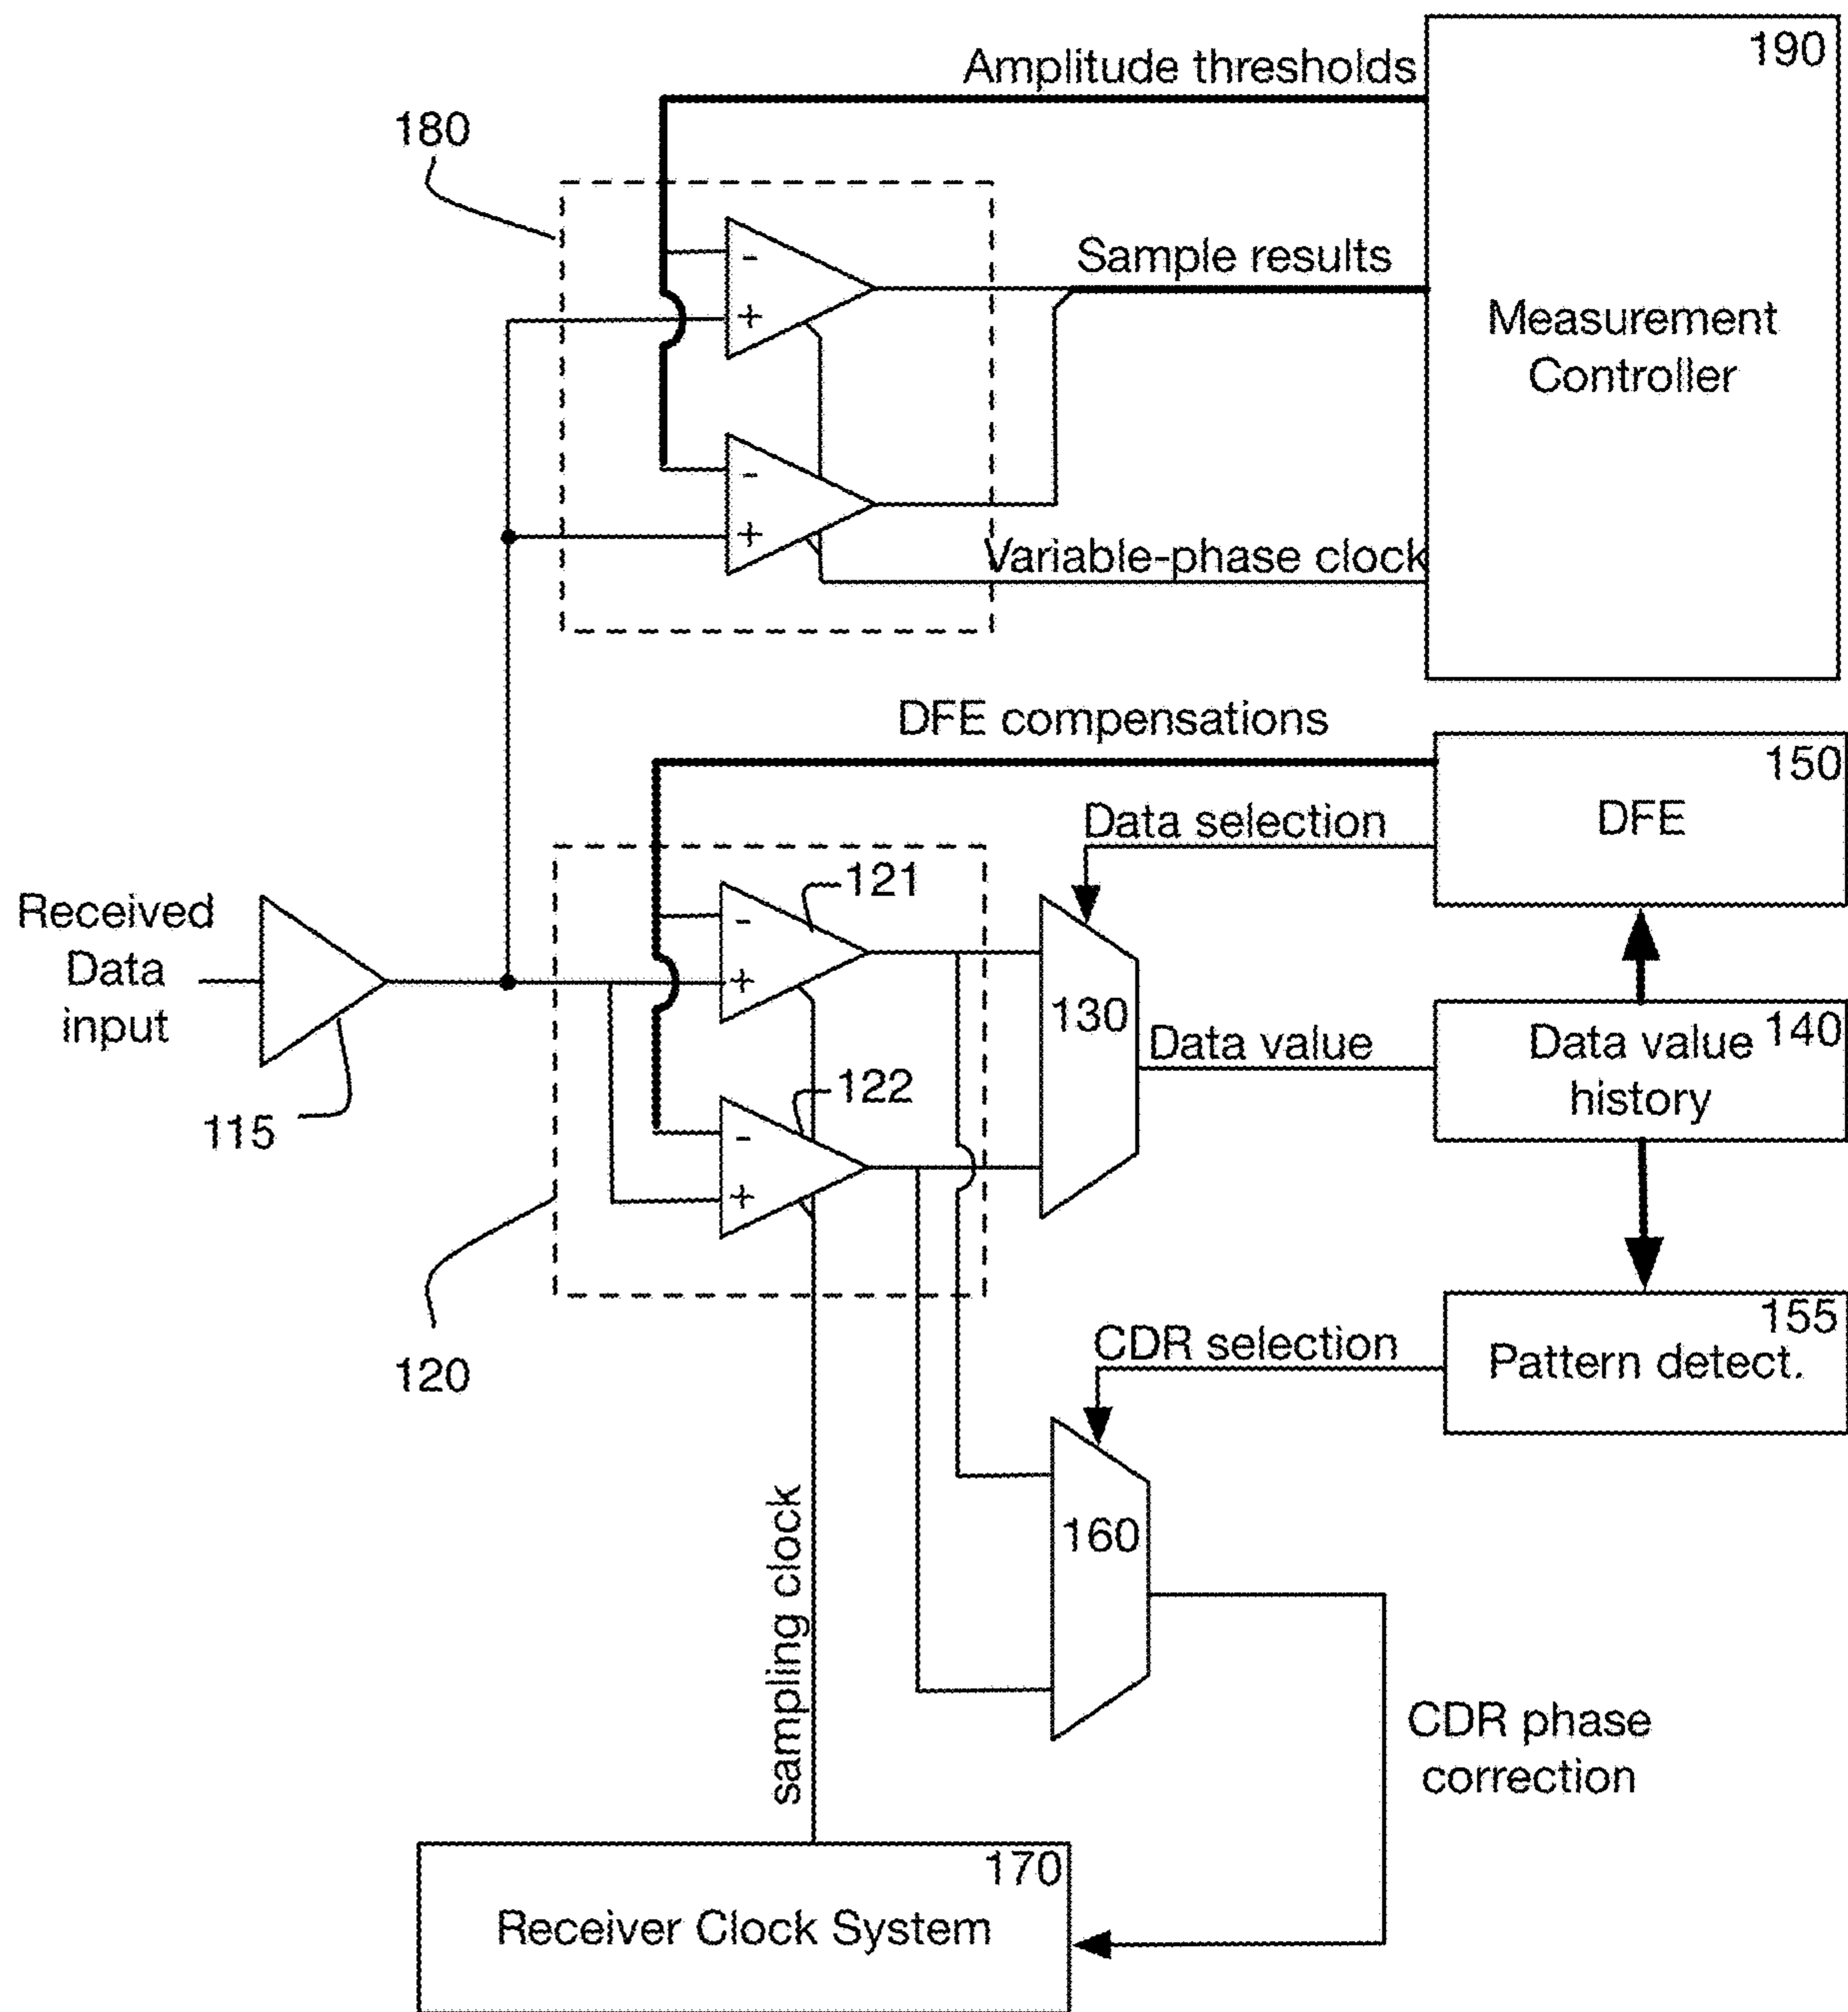 190
Amplitude thresholds
180
-
Sample results
+
Measurement
Controller
-
+
Variable-phase clock
DFE compensations
150
DFE
Data selection
121
Received
Data
input
-
+
130
140
Data value
history
Data value
122
115
-
+
155
Pattern detect.
CDR selection
120
160
sampling clock
CDR phase
correction
170
Receiver Clock System